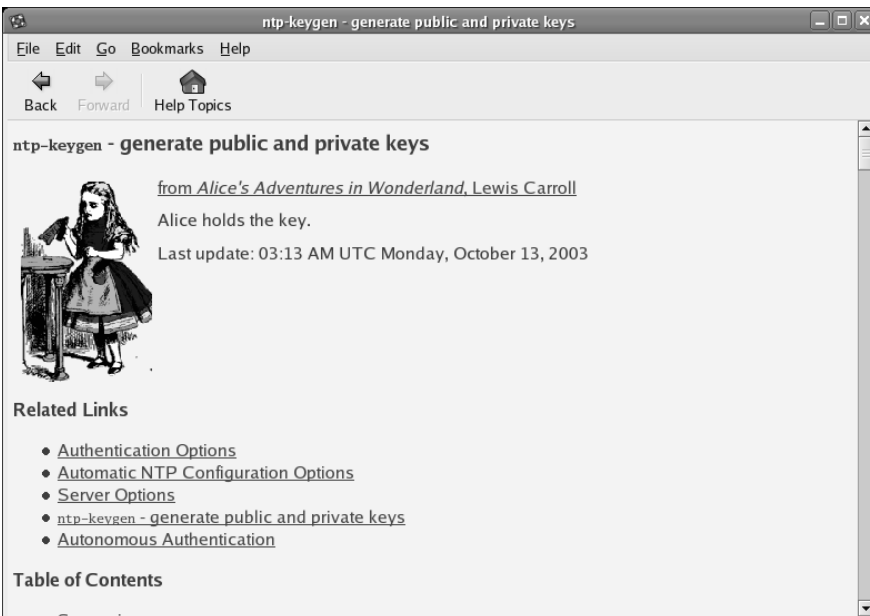 ntp-keygen - generate public and private keys
File Edit Go Bookmarks Help
Back Forward Help Topics
ntp-keygen - generate public and private keys
from Alice's Adventures in Wonderland, Lewis Carroll
Alice holds the key.
Last update: 03:13 AM UTC Monday, October 13, 2003
Related Links
Authentication Options
Automatic NTP Configuration Options
Server Options
ntp-keygen - generate public and private keys
Autonomous Authentication
Table of Contents